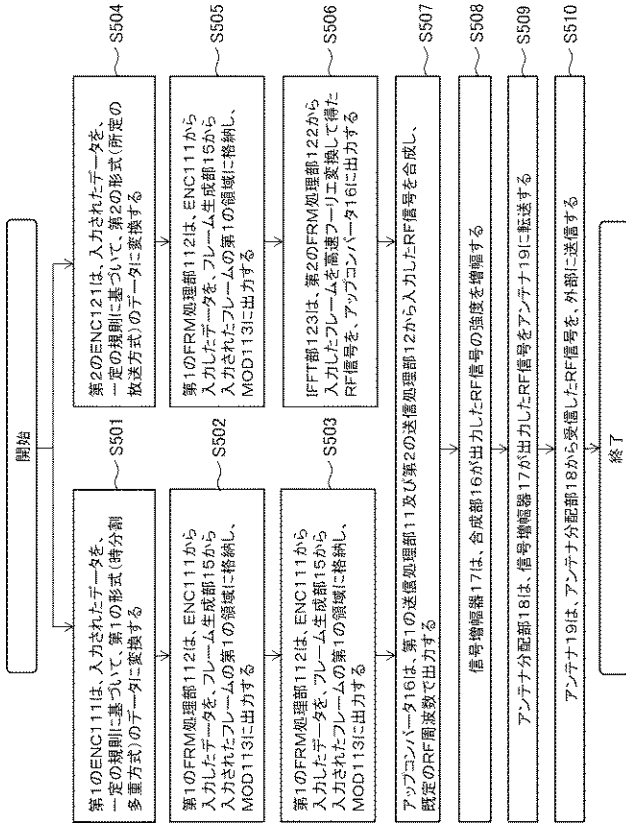 開始
第1のENC111は、入力されたデータを、
一定の規則に基づいて、第1の形式(時分割
多重方式)のデータに変換する
S501
第1のFRM処理部112は、ENC111から
入力したデータを、フレーム生成部15から
入力されたフレームの第1の領域に格納し、
MOD113に出力する
S502
第1のFRM処理部112は、ENC111から
入力したデータを、フレーム生成部15から
入力されたフレームの第1の領域に格納し、
MOD113に出力する
S503
第2のENC121は、入力されたデータを、
一定の規則に基づいて、第2の形式(所定の
放送方式)のデータに変換する
S504
第1のFRM処理部112は、ENC111から
入力したデータを、フレーム生成部15から
入力されたフレームの第1の領域に格納し、
MOD113に出力する
S505
IFFT部123は、第2のFRM処理部122から
入力したフレームを高速フーリエ変換して得た
RF信号を、アップコンバータ16に出力する
S506
アップコンバータ16は、第1の送信処理部11及び第2の送信処理部12から入力したRF信号を合成し、
既定のRF周波数で出力する
S507
信号増幅器17は、合成部16が出力したRF信号の強度を増幅する
S508
アンテナ分配部18は、信号増幅器17が出力したRF信号をアンテナ19に転送する
S509
アンテナ19は、アンテナ分配部18から受信したRF信号を、外部に送信する
S510
終了